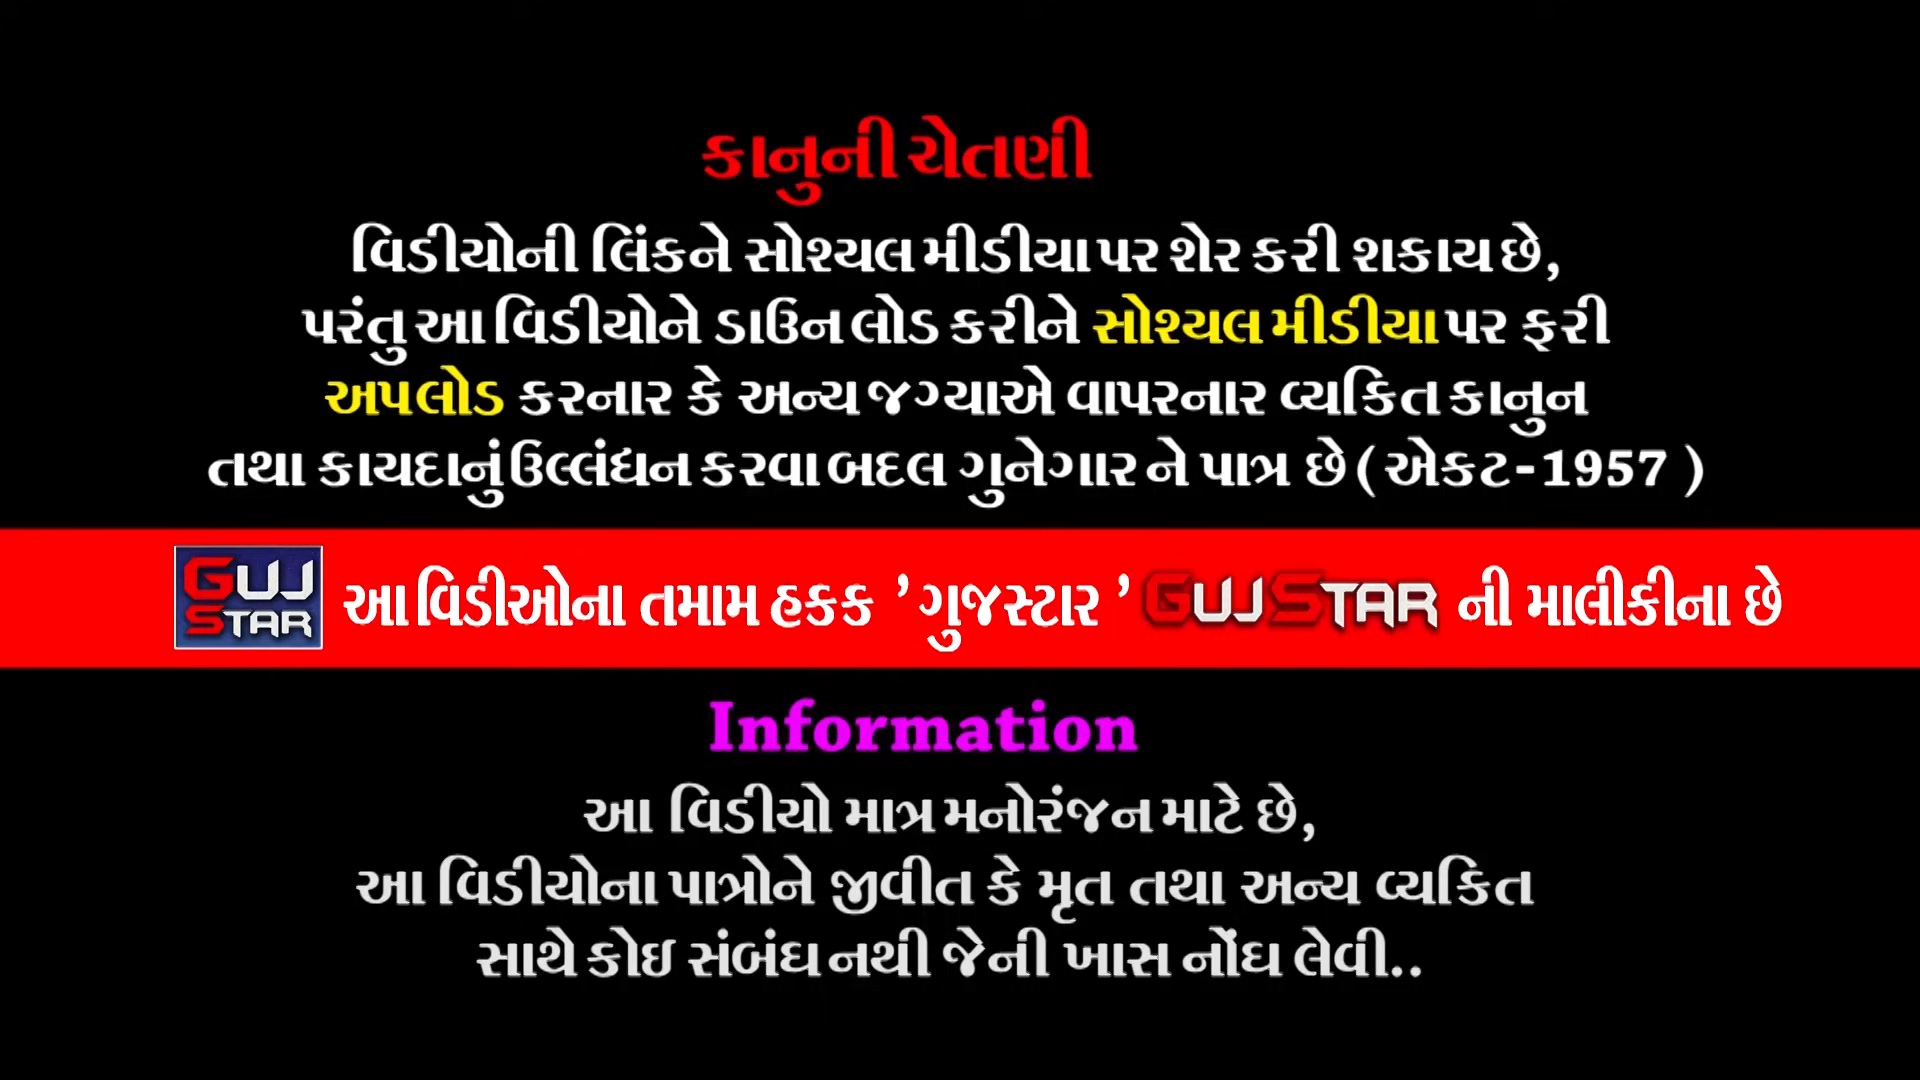 કાનુની ચેતણી
વિડીયોની લિંકને સોશ્યલ મીડીયા પર શેર કરી શકાય છે,
પરંતુ આ વિડીયોને ડાઉન લોડ કરીને સોશ્યલ મીડીયા પર ફરી
અપલોડ કરનાર કે અન્ય જગ્યાએ વાપરનાર વ્યકિત કાનુન
તથા કાયદાનું ઉલ્લંઘન કરવા બદલ ગુનેગાર ને પાત્ર છે ( એકટ-1957 )
GUJ STAR આ વિડીઓના તમામ હકક ’ ગુજસ્ટાર ’ GUJ STAR ની માલીકીના છે
Information
આ વિડીયો માત્ર મનોરંજન માટે છે,
આ વિડીયોના પાત્રોને જીવીત કે મૃત તથા અન્ય વ્યકિત
સાથે કોઇ સંબંઘ નથી જેની ખાસ નોંઘ લેવી..